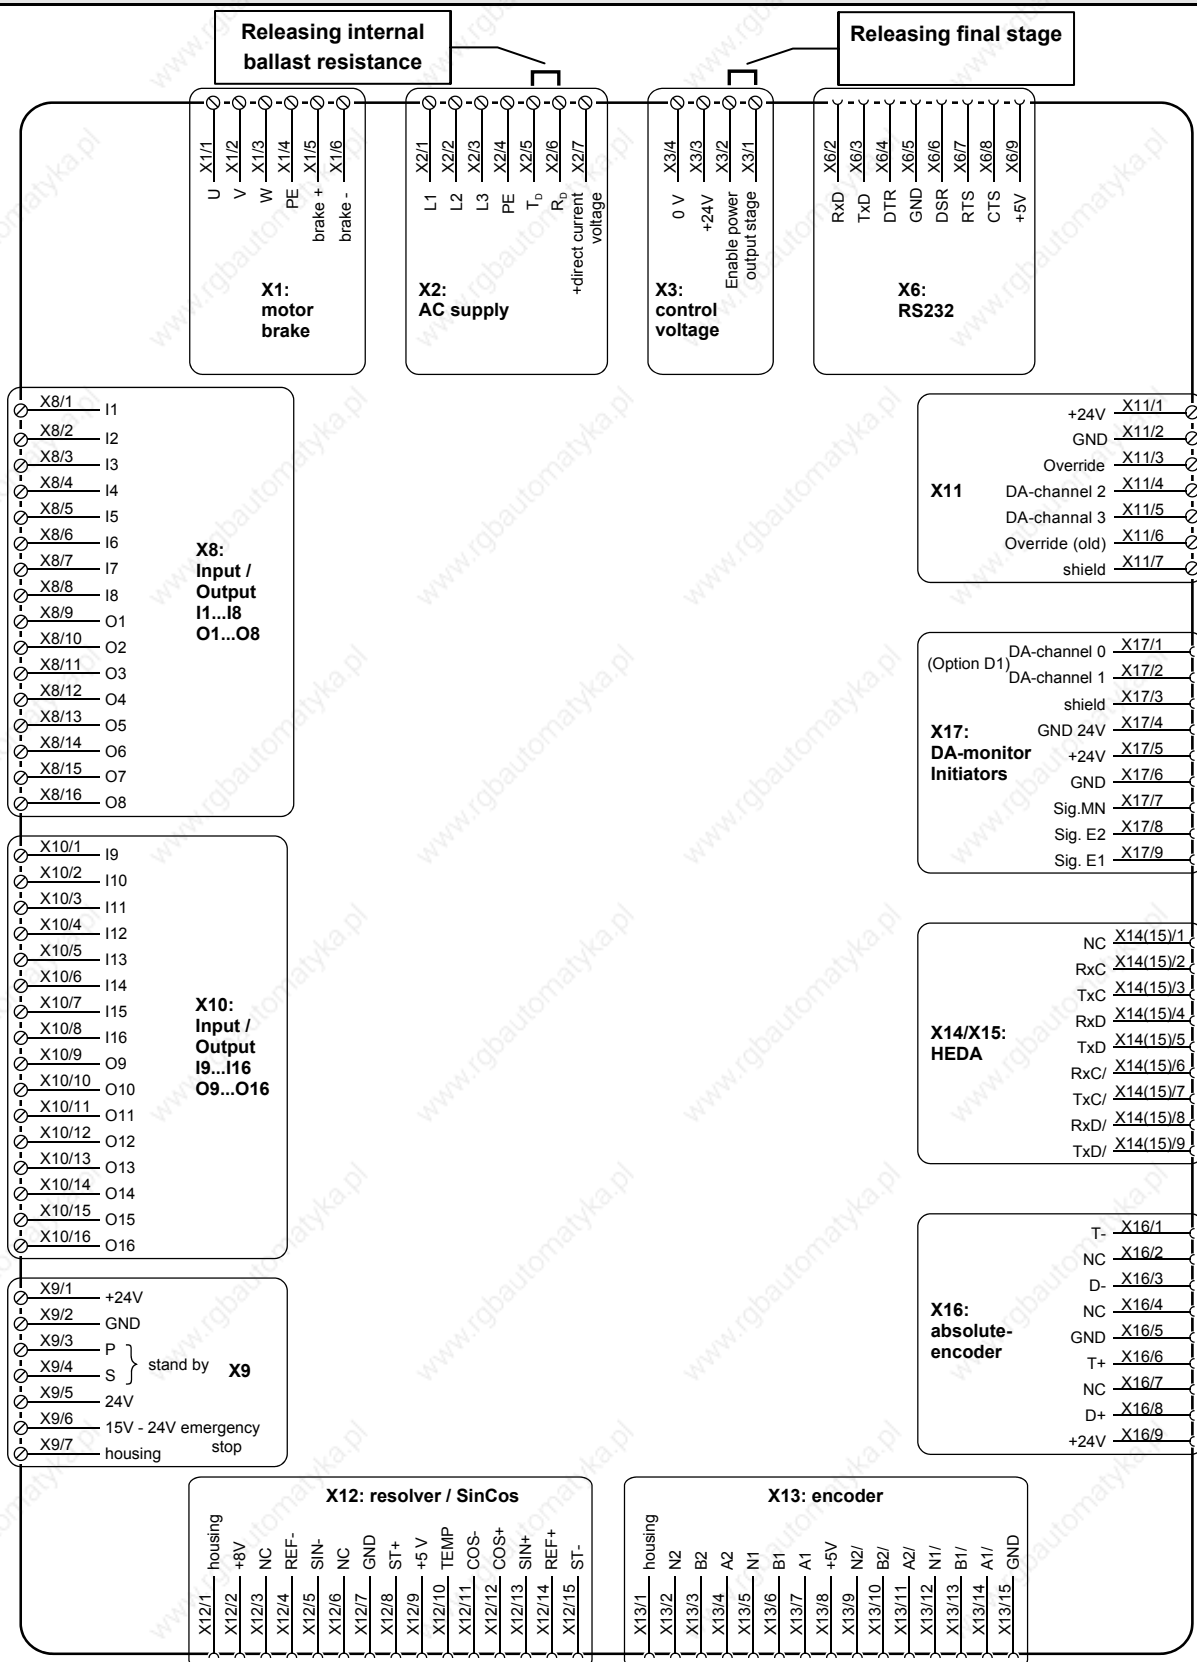 Releasing internal
ballast resistance
Releasing final stage
X1/1 U
X1/2 V
X1/3 W
X1/4 PE
X1/5 brake +
X1/6 brake -
X1:
motor
brake
X2/1 L1
X2/2 L2
X2/3 L3
X2/4 PE
X2/5 TD
X2/6 RD
X2/7 +direct current
voltage
X2:
AC supply
X3/4 0 V
X3/3 +24V
X3/2 Enable power
X3/1 output stage
X3:
control
voltage
X6/2 RxD
X6/3 TxD
X6/4 DTR
X6/5 GND
X6/6 DSR
X6/7 RTS
X6/8 CTS
X6/9 +5V
X6:
RS232
X8/1 I1
X8/2 I2
X8/3 I3
X8/4 I4
X8/5 I5
X8/6 I6
X8/7 I7
X8/8 I8
X8/9 O1
X8/10 O2
X8/11 O3
X8/12 O4
X8/13 O5
X8/14 O6
X8/15 O7
X8/16 O8
X8:
Input /
Output
I1...I8
O1...O8
+24V X11/1
GND X11/2
Override X11/3
DA-channel 2 X11/4
DA-channal 3 X11/5
Override (old) X11/6
shield X11/7
X11
(Option D1)
DA-channel 0 X17/1
DA-channel 1 X17/2
shield X17/3
GND 24V X17/4
+24V X17/5
GND X17/6
Sig.MN X17/7
Sig. E2 X17/8
Sig. E1 X17/9
X17:
DA-monitor
Initiators
X10/1 I9
X10/2 I10
X10/3 I11
X10/4 I12
X10/5 I13
X10/6 I14
X10/7 I15
X10/8 I16
X10/9 O9
X10/10 O10
X10/11 O11
X10/12 O12
X10/13 O13
X10/14 O14
X10/15 O15
X10/16 O16
X10:
Input /
Output
I9...I16
O9...O16
NC X14(15)/1
RxC X14(15)/2
TxC X14(15)/3
RxD X14(15)/4
TxD X14(15)/5
RxC/ X14(15)/6
TxC/ X14(15)/7
RxD/ X14(15)/8
TxD/ X14(15)/9
X14/X15:
HEDA
T- X16/1
NC X16/2
D- X16/3
NC X16/4
GND X16/5
T+ X16/6
NC X16/7
D+ X16/8
+24V X16/9
X16:
absolute-
encoder
X9/1 +24V
X9/2 GND
X9/3 P
X9/4 S
stand by
X9/5 24V
X9/6 15V - 24V emergency
stop
X9/7 housing
X9
X12: resolver / SinCos
X12/1 housing
X12/2 +8V
X12/3 NC
X12/4 REF-
X12/5 SIN-
X12/6 NC
X12/7 GND
X12/8 ST+
X12/9 +5 V
X12/10 TEMP
X12/11 COS-
X12/12 COS+
X12/13 SIN+
X12/14 REF+
X12/15 ST-
X13: encoder
X13/1 housing
X13/2 N2
X13/3 B2
X13/4 A2
X13/5 N1
X13/6 B1
X13/7 A1
X13/8 +5V
X13/9 N2/
X13/10 B2/
X13/11 A2/
X13/12 N1/
X13/13 B1/
X13/14 A1/
X13/15 GND
www.rgbautomatyka.pl